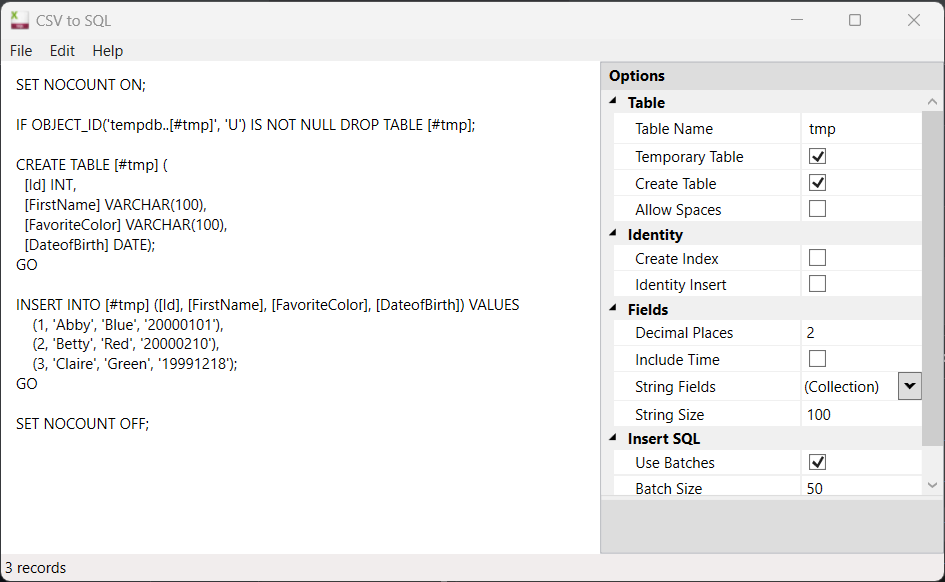 CSV to SQL
File Edit Help
SET NOCOUNT ON;
IF OBJECT_ID('tempdb..[#tmp]', 'U') IS NOT NULL DROP TABLE [#tmp];
CREATE TABLE [#tmp] (
[Id] INT,
[FirstName] VARCHAR(100),
[FavoriteColor] VARCHAR(100),
[DateofBirth] DATE);
GO
INSERT INTO [#tmp] ([Id], [FirstName], [FavoriteColor], [DateofBirth]) VALUES
(1, 'Abby', 'Blue', '20000101'),
(2, 'Betty', 'Red', '20000210'),
(3, 'Claire', 'Green', '19991218');
GO
SET NOCOUNT OFF;
Options
Table
Table Name tmp
Temporary Table
Create Table
Allow Spaces
Identity
Create Index
Identity Insert
Fields
Decimal Places 2
Include Time
String Fields (Collection)
String Size 100
Insert SQL
Use Batches
Batch Size 50
3 records